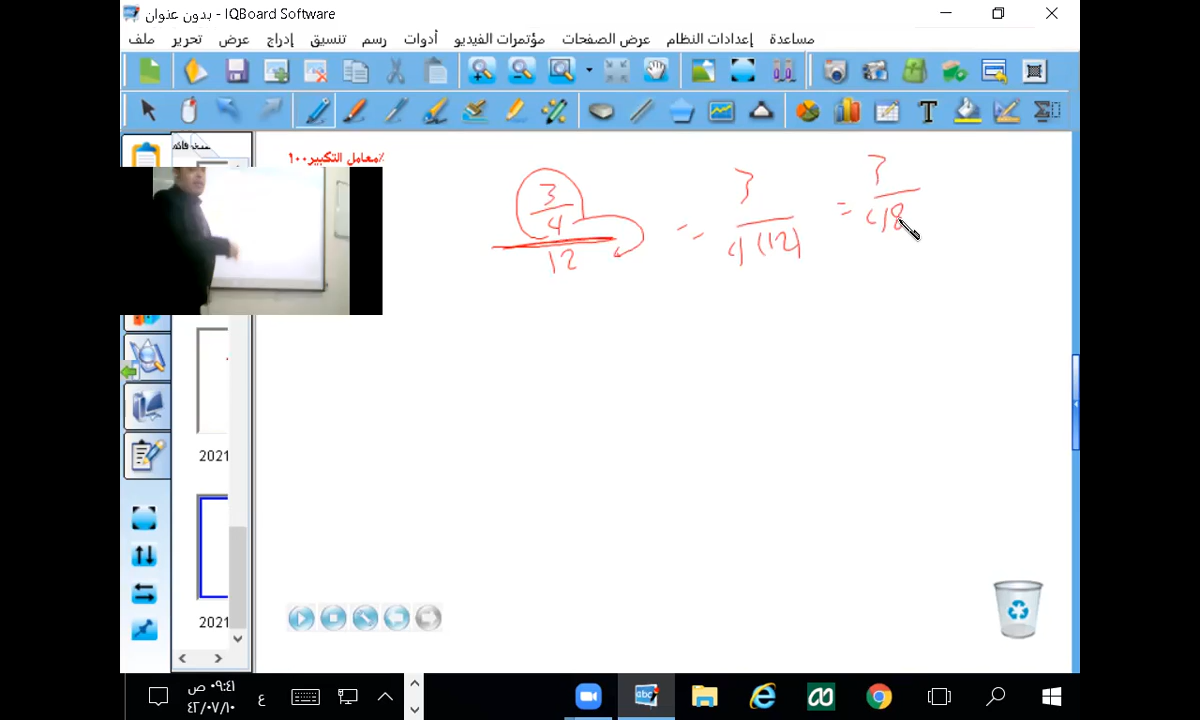 بدون عنوان - IQBoard Software
ملف تحرير عرض إدراج تنسيق رسم أدوات مؤتمرات الفيديو عرض الصفحات إعدادات النظام مساعدة
معامل التكبير١٠٠٪
3/4 / 12 = 3 / 4(12) = 3 / 48
2021
2021
٠٩:٤١ ص
ع
٤٢/٠٧/١٠
abc